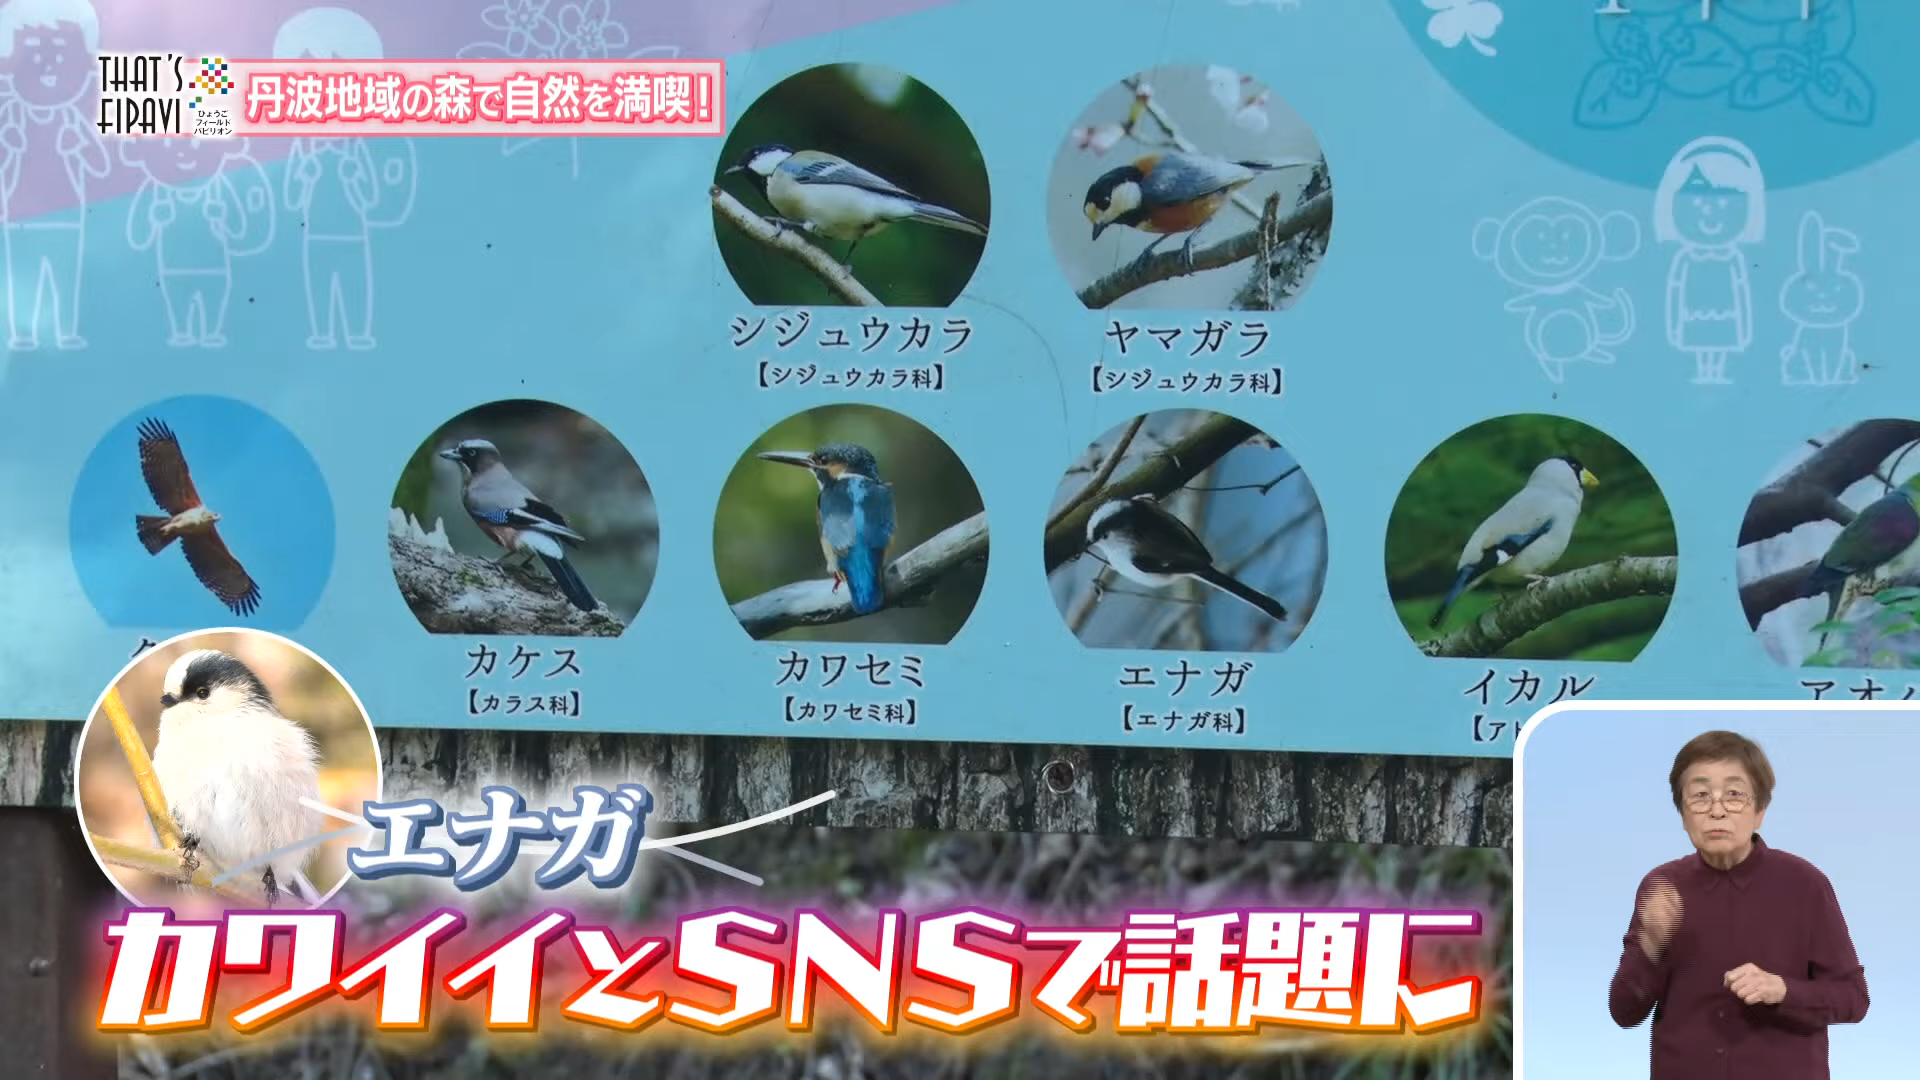 THAT'S
FIPAVI
ひょうご
フィールド
パビリオン
丹波地域の森で自然を満喫!
シジュウカラ
【シジュウカラ科】
ヤマガラ
【シジュウカラ科】
カケス
【カラス科】
カワセミ
【カワセミ科】
エナガ
【エナガ科】
イカル
エナガ
カワイイとSNSで話題に